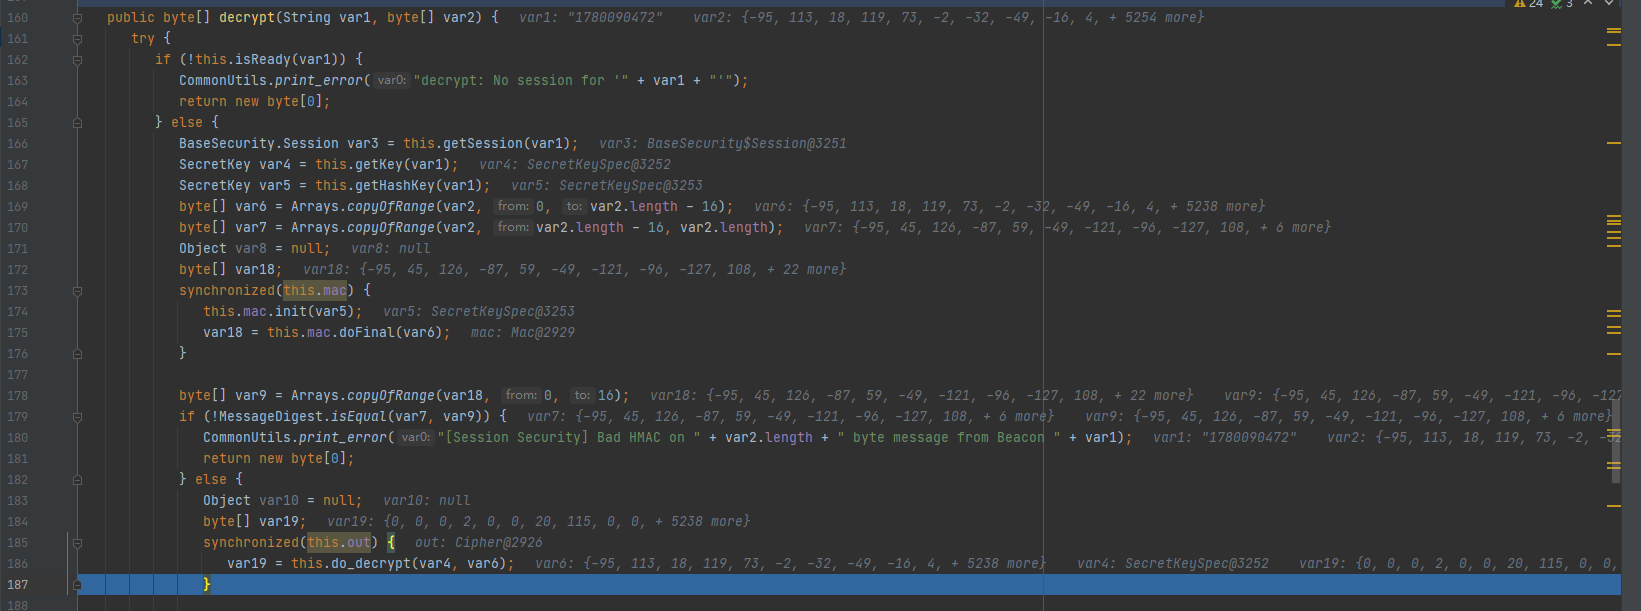 24 3
160 public byte[] decrypt(String var1, byte[] var2) { var1: "1780090472" var2: {-95, 113, 18, 119, 73, -2, -32, -49, -16, 4, + 5254 more}
161 try {
162 if (!this.isReady(var1)) {
163 CommonUtils.print_error( var0: "decrypt: No session for '" + var1 + "'");
164 return new byte[0];
165 } else {
166 BaseSecurity.Session var3 = this.getSession(var1); var3: BaseSecurity$Session@3251
167 SecretKey var4 = this.getKey(var1); var4: SecretKeySpec@3252
168 SecretKey var5 = this.getHashKey(var1); var5: SecretKeySpec@3253
169 byte[] var6 = Arrays.copyOfRange(var2, from: 0, to: var2.length - 16); var6: {-95, 113, 18, 119, 73, -2, -32, -49, -16, 4, + 5238 more}
170 byte[] var7 = Arrays.copyOfRange(var2, from: var2.length - 16, var2.length); var7: {-95, 45, 126, -87, 59, -49, -121, -96, -127, 108, + 6 more}
171 Object var8 = null; var8: null
172 byte[] var18; var18: {-95, 45, 126, -87, 59, -49, -121, -96, -127, 108, + 22 more}
173 synchronized(this.mac) {
174 this.mac.init(var5); var5: SecretKeySpec@3253
175 var18 = this.mac.doFinal(var6); mac: Mac@2929
176 }
177
178 byte[] var9 = Arrays.copyOfRange(var18, from: 0, to: 16); var18: {-95, 45, 126, -87, 59, -49, -121, -96, -127, 108, + 22 more} var9: {-95, 45, 126, -87, 59, -49, -121, -96, -127
179 if (!MessageDigest.isEqual(var7, var9)) { var7: {-95, 45, 126, -87, 59, -49, -121, -96, -127, 108, + 6 more} var9: {-95, 45, 126, -87, 59, -49, -121, -96, -127, 108, + 6 more}
180 CommonUtils.print_error( var0: "[Session Security] Bad HMAC on " + var2.length + " byte message from Beacon " + var1); var1: "1780090472" var2: {-95, 113, 18, 119, 73, -2, -32
181 return new byte[0];
182 } else {
183 Object var10 = null; var10: null
184 byte[] var19; var19: {0, 0, 0, 2, 0, 0, 20, 115, 0, 0, + 5238 more}
185 synchronized(this.out) { out: Cipher@2926
186 var19 = this.do_decrypt(var4, var6); var6: {-95, 113, 18, 119, 73, -2, -32, -49, -16, 4, + 5238 more} var4: SecretKeySpec@3252 var19: {0, 0, 0, 2, 0, 0, 20, 115, 0, 0,
187 }
188